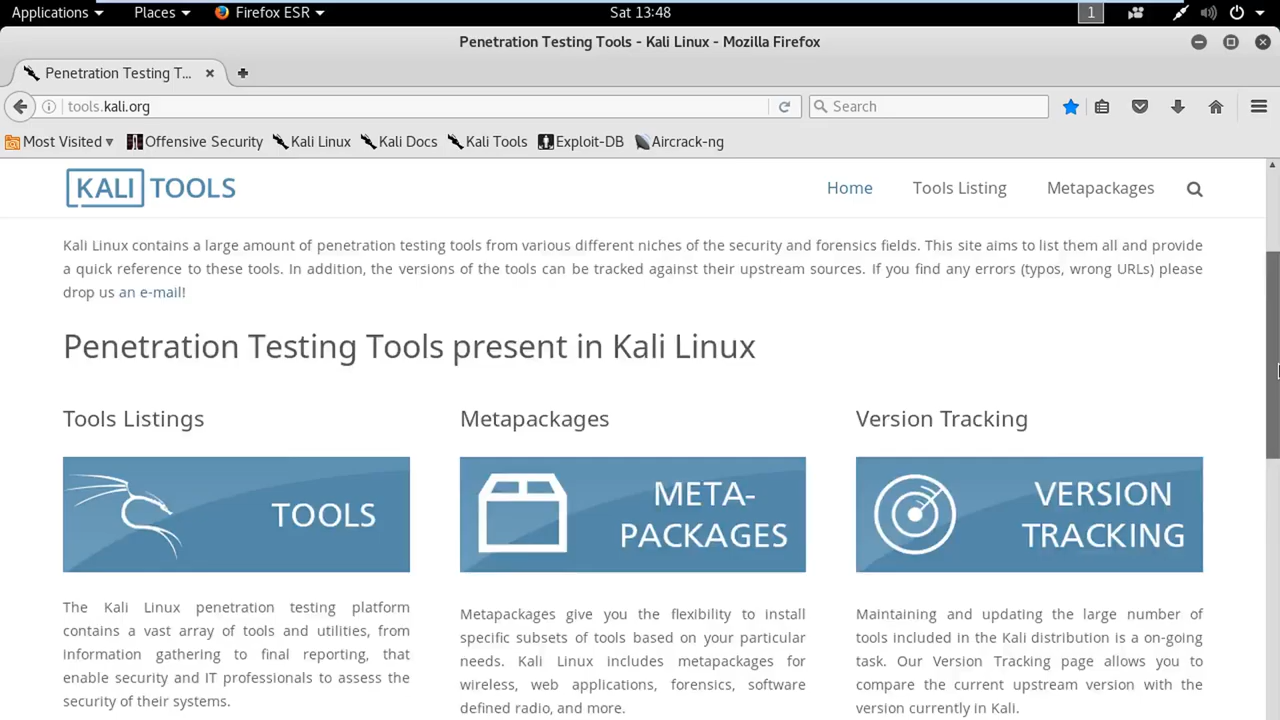 Applications Places Firefox ESR Sat 13:48 1
Penetration Testing Tools - Kali Linux - Mozilla Firefox
Penetration Testing T...
tools.kali.org Search
Most Visited Offensive Security Kali Linux Kali Docs Kali Tools Exploit-DB Aircrack-ng
KALI TOOLS Home Tools Listing Metapackages
Kali Linux contains a large amount of penetration testing tools from various different niches of the security and forensics fields. This site aims to list them all and provide
a quick reference to these tools. In addition, the versions of the tools can be tracked against their upstream sources. If you find any errors (typos, wrong URLs) please
drop us an e-mail!
Penetration Testing Tools present in Kali Linux
Tools Listings
TOOLS
The Kali Linux penetration testing platform
contains a vast array of tools and utilities, from
information gathering to final reporting, that
enable security and IT professionals to assess the
security of their systems.
Metapackages
META-
PACKAGES
Metapackages give you the flexibility to install
specific subsets of tools based on your particular
needs. Kali Linux includes metapackages for
wireless, web applications, forensics, software
defined radio, and more.
Version Tracking
VERSION
TRACKING
Maintaining and updating the large number of
tools included in the Kali distribution is a on-going
task. Our Version Tracking page allows you to
compare the current upstream version with the
version currently in Kali.